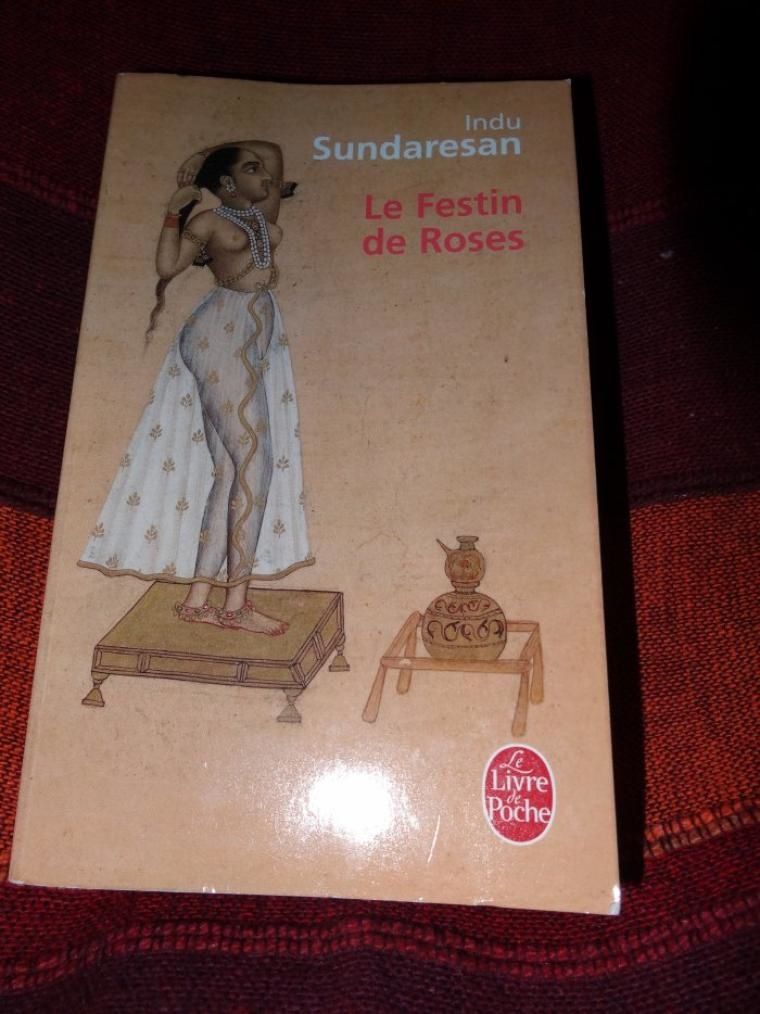 Indu
Sundaresan
Le Festin
de Roses
Le
Livre
de
Poche